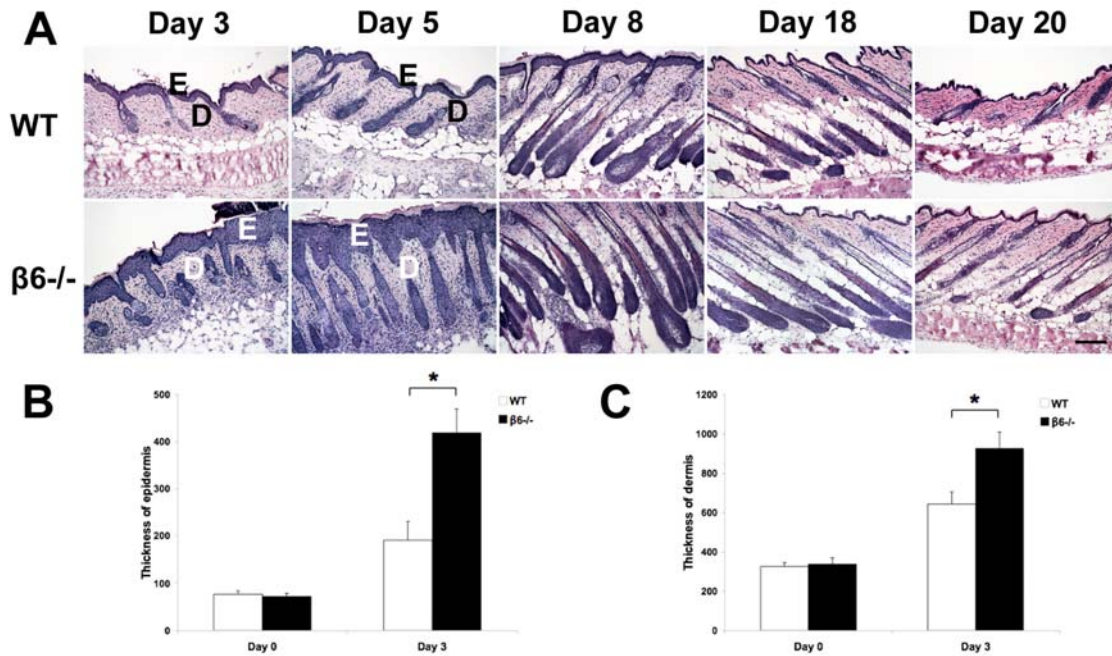 A
Day 3 Day 5 Day 8 Day 18 Day 20
WT
E
D
E
D
β6-/-
E
D
E
D
B
Thickness of epidermis
500
400
300
200
100
0
*
WT
β6-/-
Day 0 Day 3
C
Thickness of dermis
1200
1000
800
600
400
200
0
*
WT
β6-/-
Day 0 Day 3